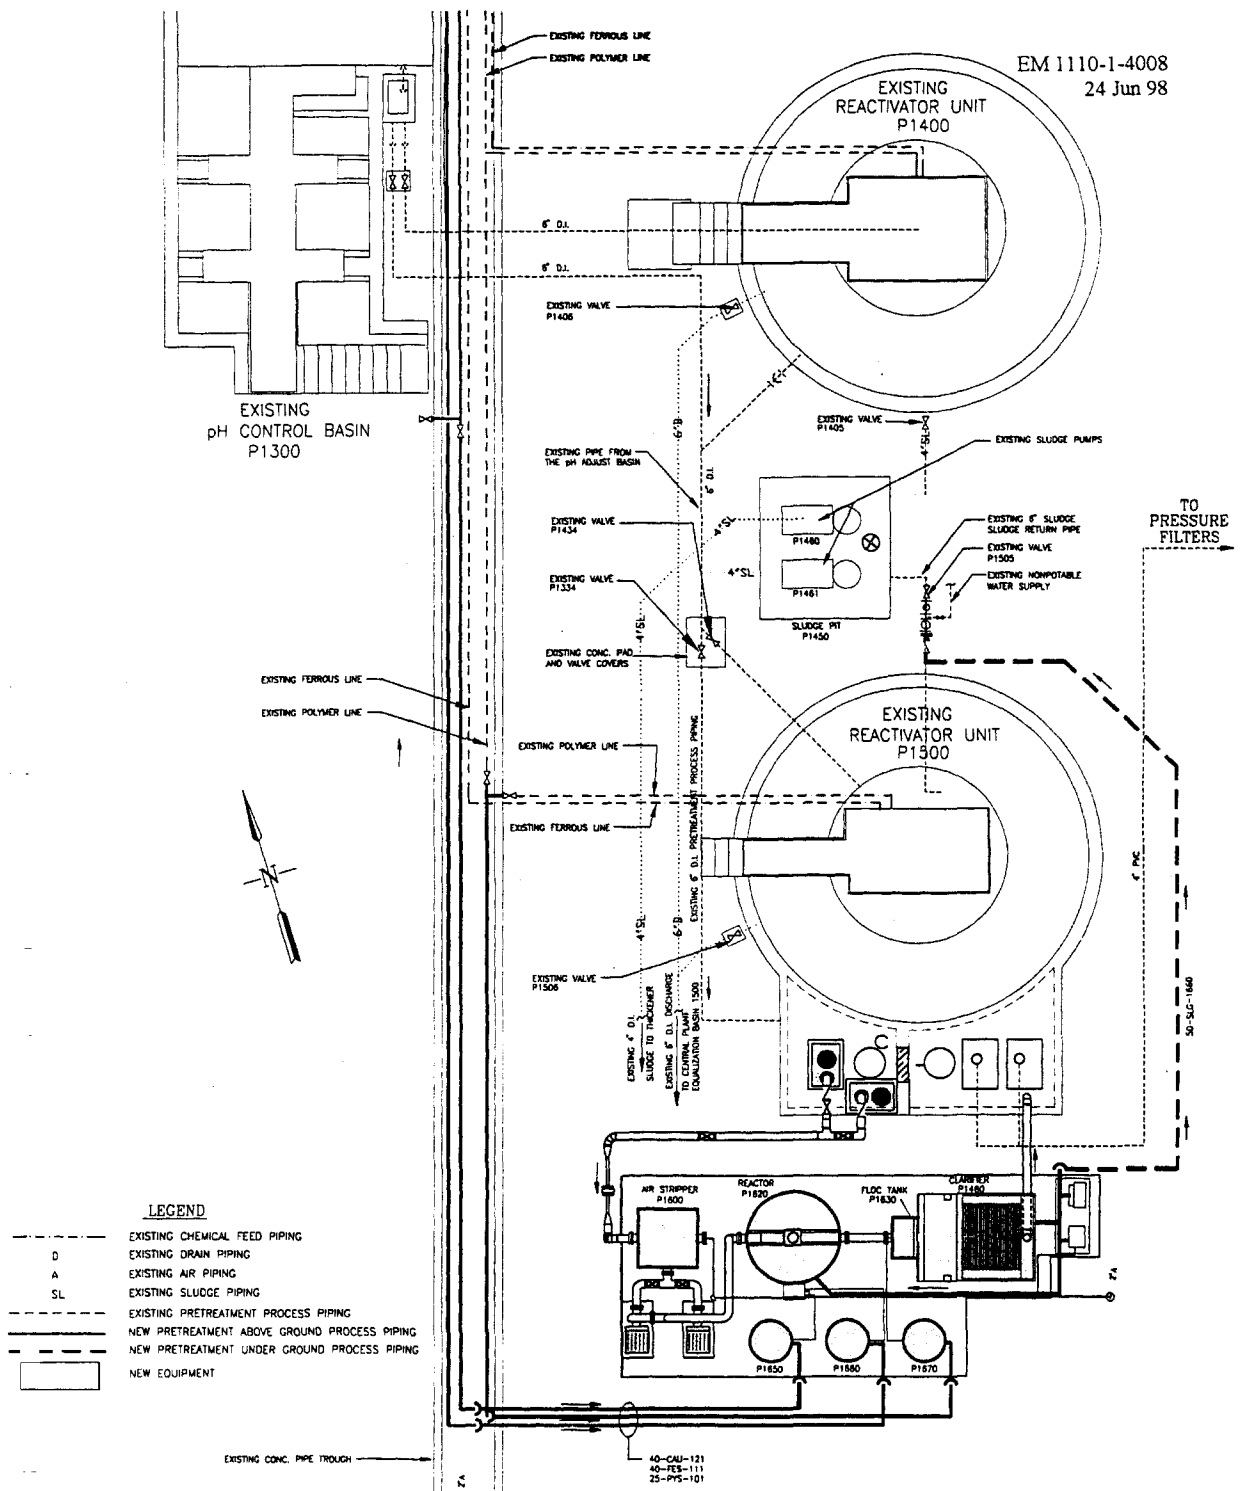 EXISTING FERROUS LINE
EXISTING POLYMER LINE
EM 1110-1-4008
24 Jun 98
EXISTING
REACTIVATOR UNIT
P1400
6" D.I.
6" D.I.
EXISTING VALVE
P1406
EXISTING
pH CONTROL BASIN
P1300
6"D
EXISTING VALVE
P1405
4"SL
EXISTING SLUDGE PUMPS
EXISTING PIPE FROM
THE pH ADJUST BASIN
6" D.I.
EXISTING VALVE
P1434
4"SL
P1460
EXISTING 6" SLUDGE
SLUDGE RETURN PIPE
TO
PRESSURE
FILTERS
EXISTING VALVE
P1505
EXISTING VALVE
P1334
4"SL
P1461
EXISTING NONPOTABLE
WATER SUPPLY
4"SL
SLUDGE PIT
P1450
EXISTING CONC. PAD
AND VALVE COVERS
EXISTING FERROUS LINE
EXISTING POLYMER LINE
EXISTING
REACTIVATOR UNIT
P1500
EXISTING POLYMER LINE
EXISTING 6" D.I. PRETREATMENT PROCESS PIPING
EXISTING FERROUS LINE
N
4" PVC
4"SL
6"D
EXISTING VALVE
P1506
50-SLG-1660
EXISTING 4" D.I.
SLUDGE TO THICKENER
EXISTING 6" D.I. DISCHARGE
TO CENTRAL PLANT
EQUALIZATION BASIN 1500
AIR STRIPPER
P1600
REACTOR
P1620
FLOC TANK
P1630
CLARIFIER
P1480
2"A
P1650
P1660
P1670
LEGEND
EXISTING CHEMICAL FEED PIPING
D EXISTING DRAIN PIPING
A EXISTING AIR PIPING
SL EXISTING SLUDGE PIPING
EXISTING PRETREATMENT PROCESS PIPING
NEW PRETREATMENT ABOVE GROUND PROCESS PIPING
NEW PRETREATMENT UNDER GROUND PROCESS PIPING
NEW EQUIPMENT
EXISTING CONC. PIPE TROUGH
2"A
40-CAU-121
40-FES-111
25-PYS-101